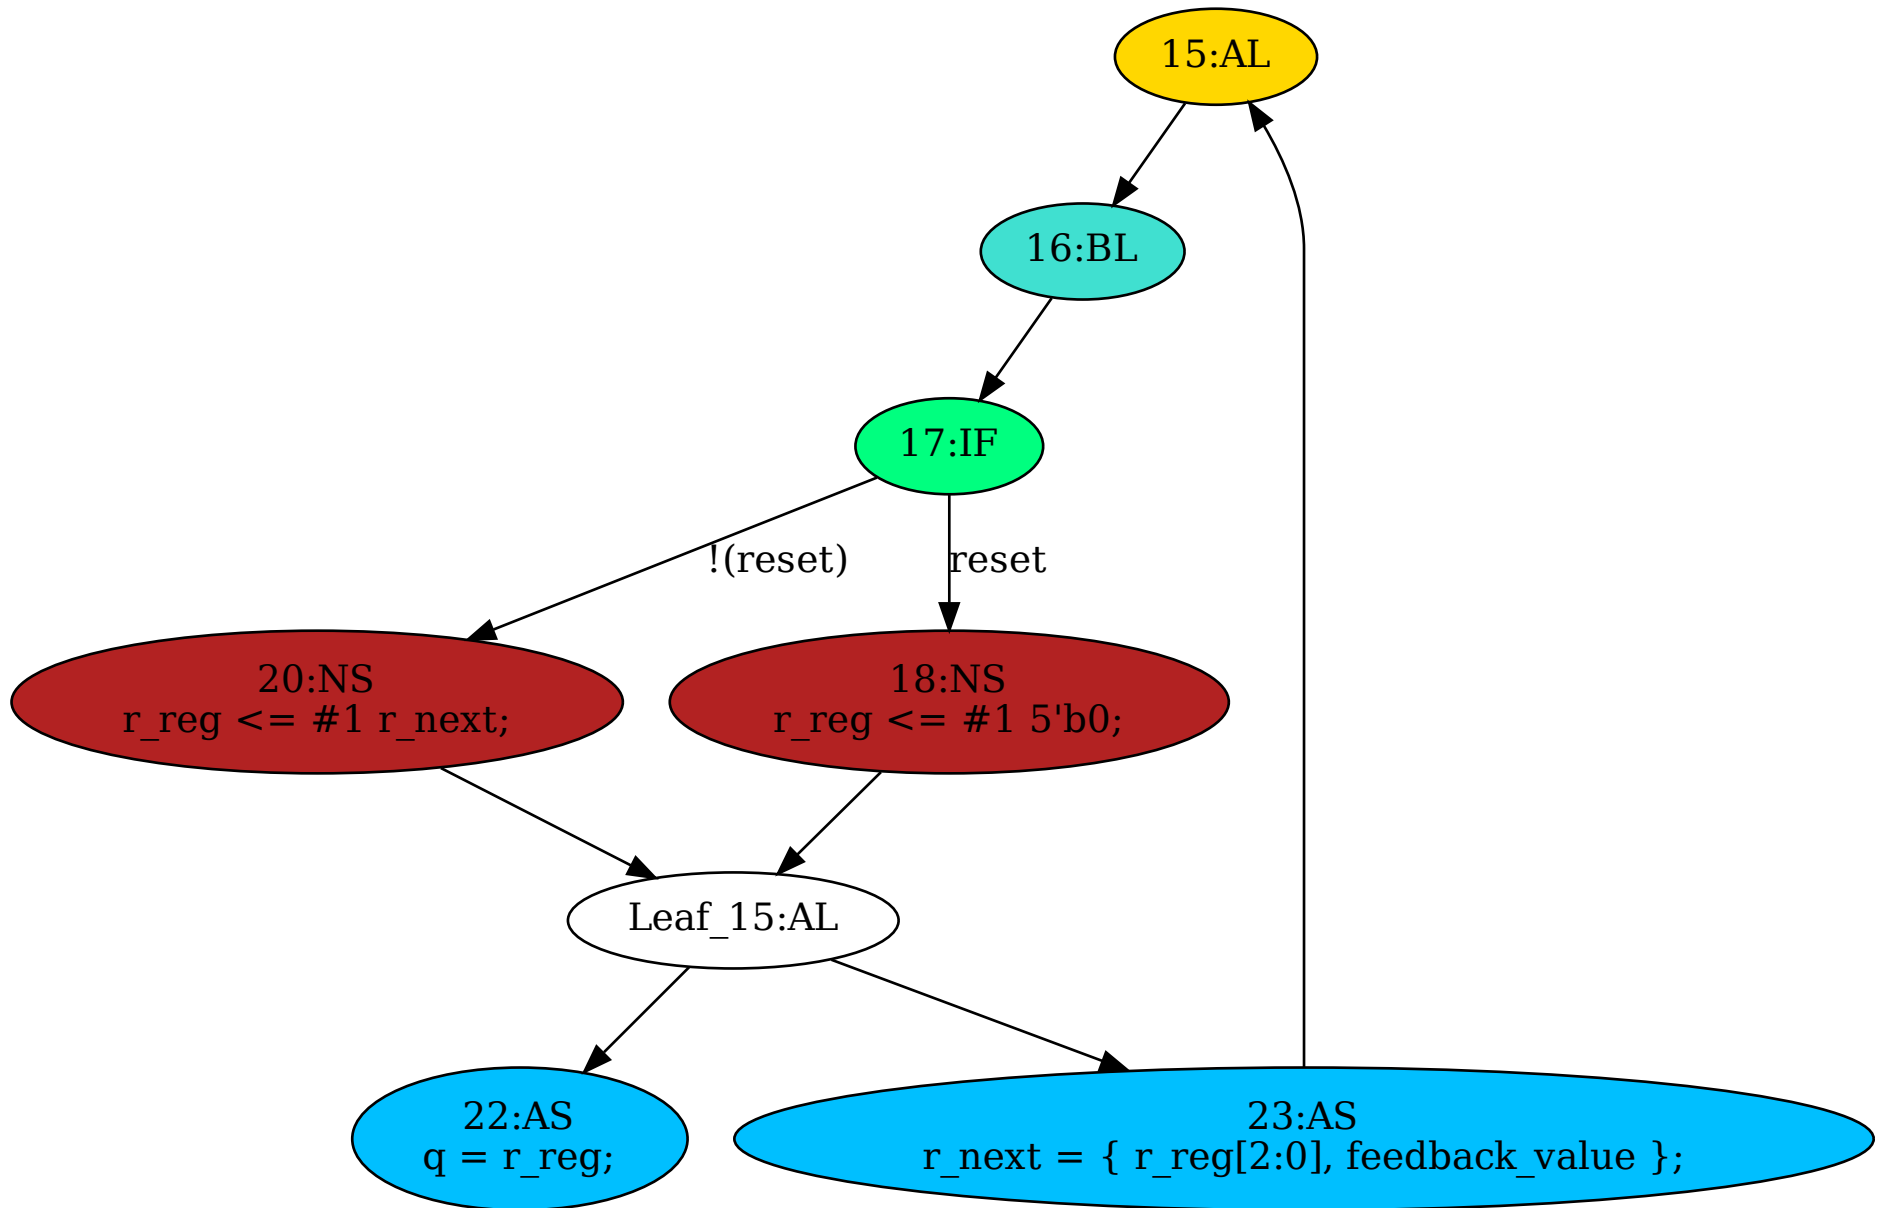 15:AL
16:BL
17:IF
!(reset)
reset
20:NS
r_reg <= #1 r_next;
18:NS
r_reg <= #1 5'b0;
Leaf_15:AL
22:AS
q = r_reg;
23:AS
r_next = { r_reg[2:0], feedback_value };